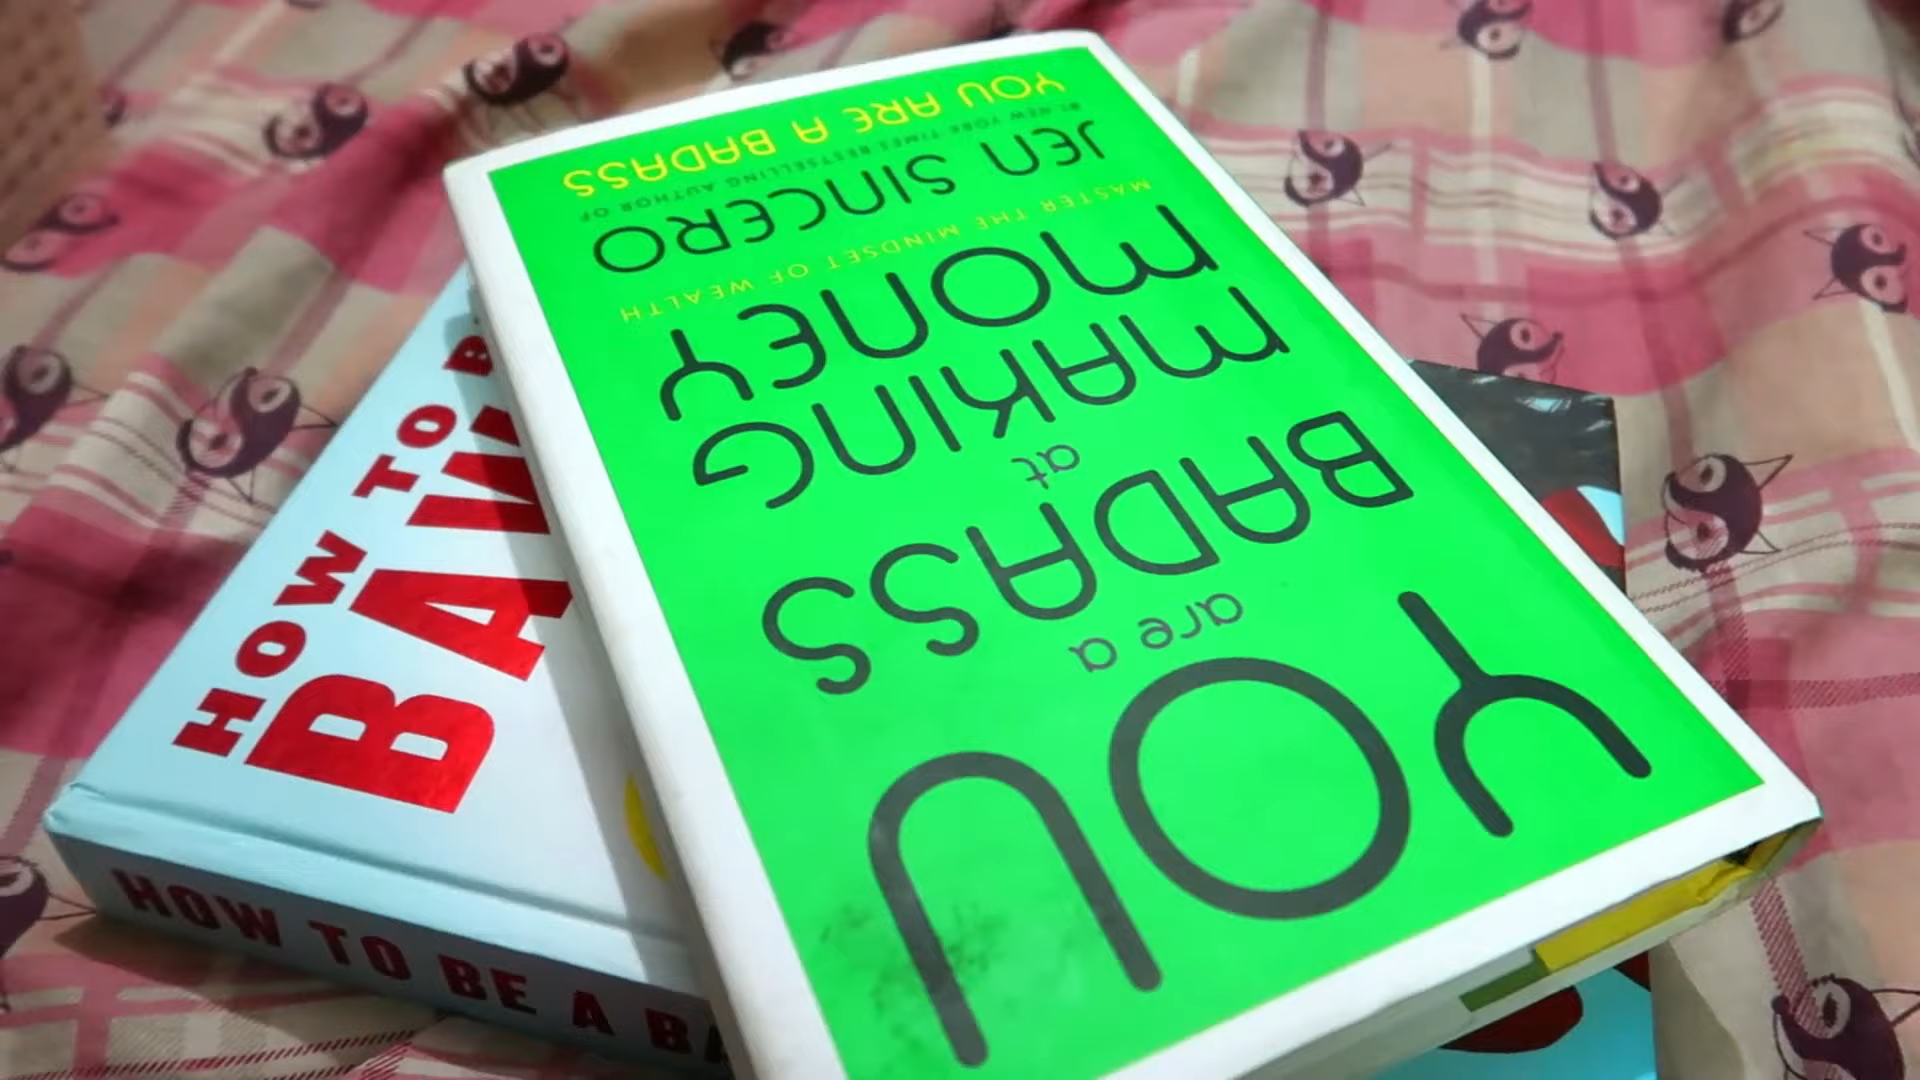 YOU
are a
BADASS
at
MAKING
MONEY
MASTER THE MINDSET OF WEALTH
JEN SINCERO
#1 NEW YORK TIMES BESTSELLING AUTHOR OF
YOU ARE A BADASS
HOW TO B
BAW
HOW TO BE A BA